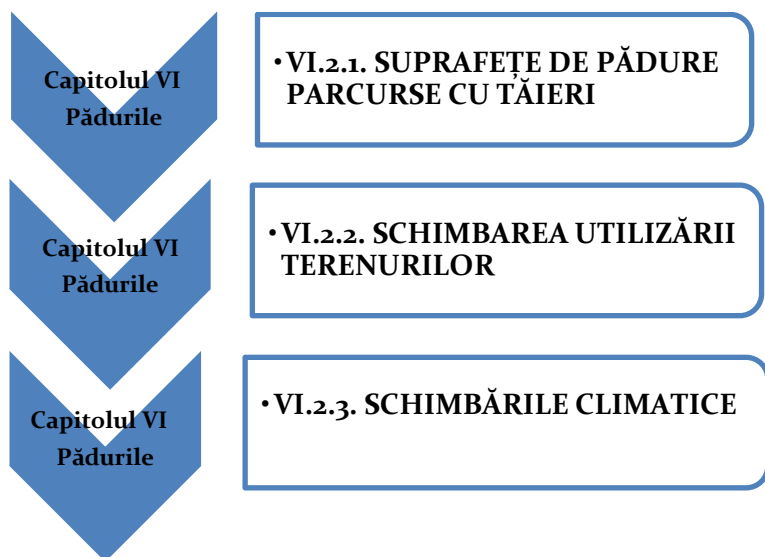 Capitolul VI
Pădurile
•VI.2.1. SUPRAFEȚE DE PĂDURE
PARCURSE CU TĂIERI
Capitolul VI
Pădurile
•VI.2.2. SCHIMBAREA UTILIZĂRII
TERENURILOR
Capitolul VI
Pădurile
•VI.2.3. SCHIMBĂRILE CLIMATICE